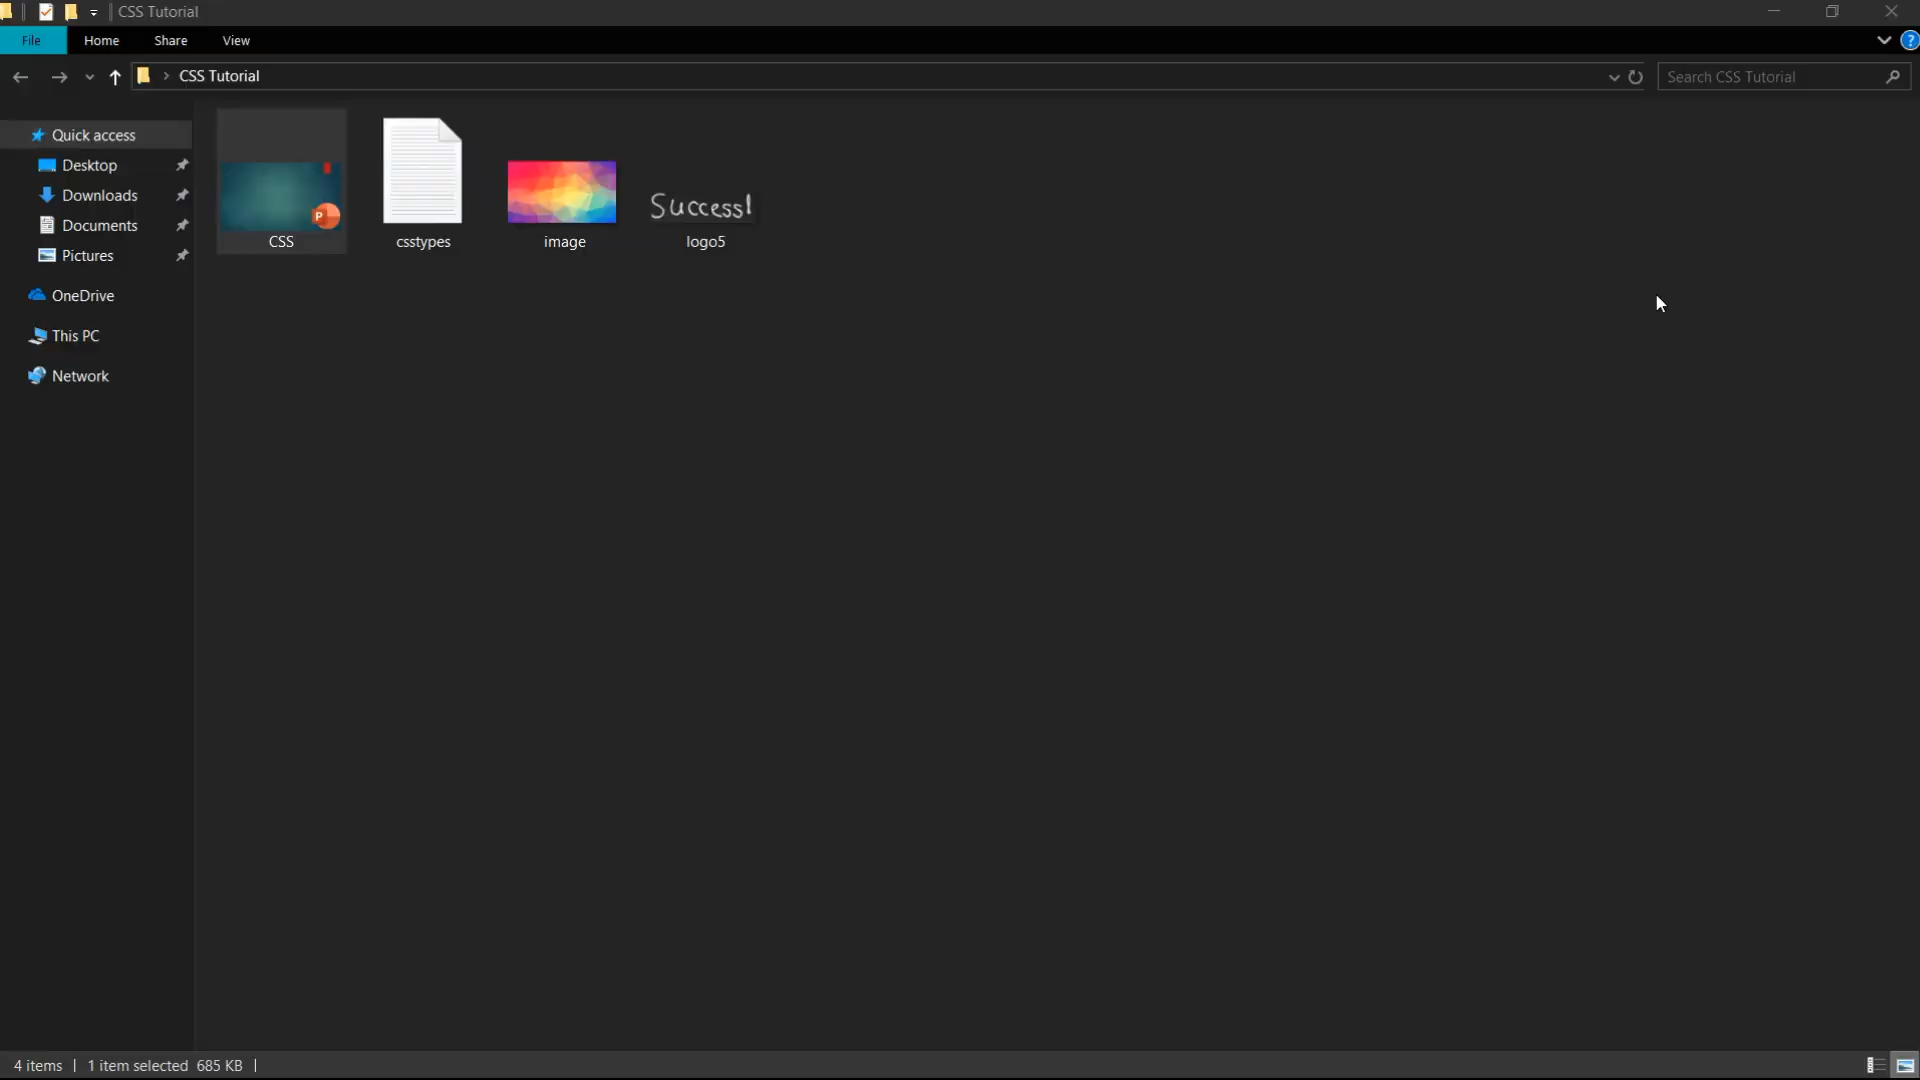 CSS Tutorial
File Home Share View
CSS Tutorial
Search CSS Tutorial
Quick access
Desktop
Downloads
Documents
Pictures
OneDrive
This PC
Network
P
Success!
CSS csstypes image logo5
4 items 1 item selected 685 KB